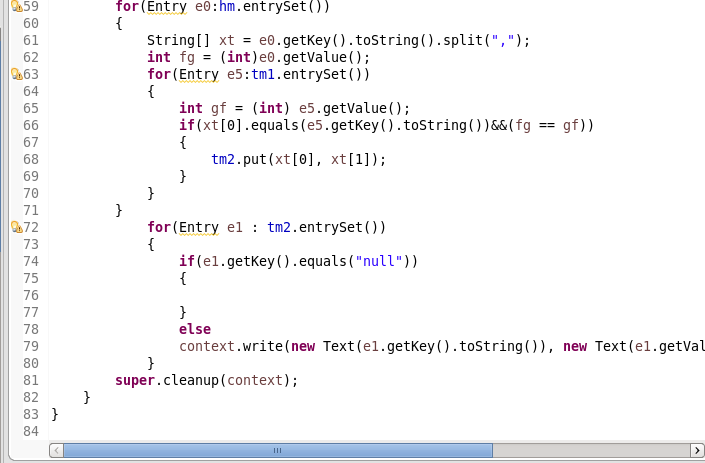 59 for(Entry e0:hm.entrySet())
60 {
61 String[] xt = e0.getKey().toString().split(",");
62 int fg = (int)e0.getValue();
63 for(Entry e5:tm1.entrySet())
64 {
65 int gf = (int) e5.getValue();
66 if(xt[0].equals(e5.getKey().toString())&&(fg == gf))
67 {
68 tm2.put(xt[0], xt[1]);
69 }
70 }
71 }
72 for(Entry e1 : tm2.entrySet())
73 {
74 if(e1.getKey().equals("null"))
75 {
76
77 }
78 else
79 context.write(new Text(e1.getKey().toString()), new Text(e1.getVal
80 }
81 super.cleanup(context);
82 }
83 }
84